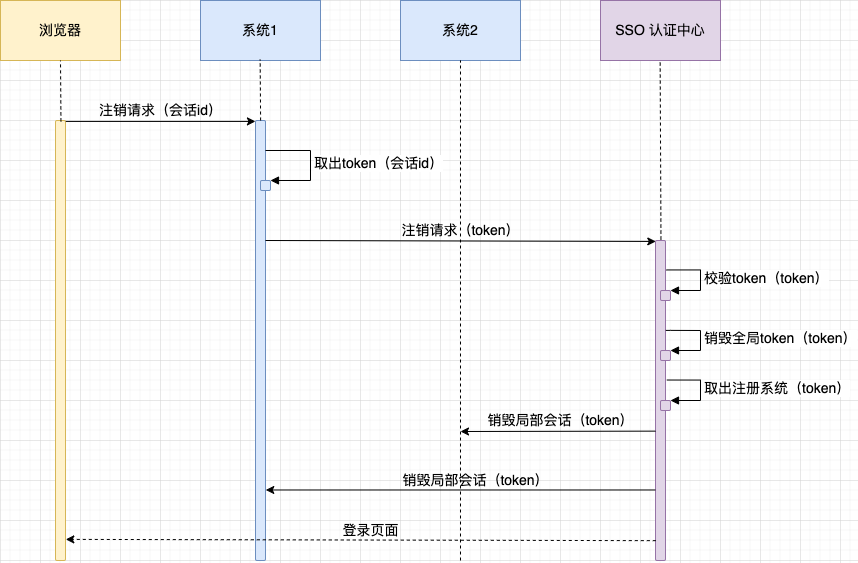 浏览器
系统1
系统2
SSO 认证中心
注销请求（会话id）
取出token（会话id）
注销请求（token）
校验token（token）
销毁全局token（token）
取出注册系统（token）
销毁局部会话（token）
销毁局部会话（token）
登录页面